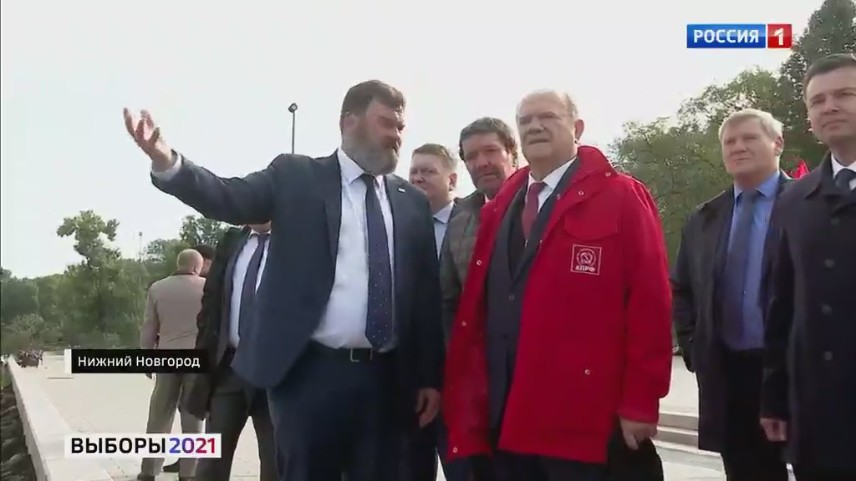 РОССИЯ 1
КПРФ
Нижний Новгород
ВЫБОРЫ2021